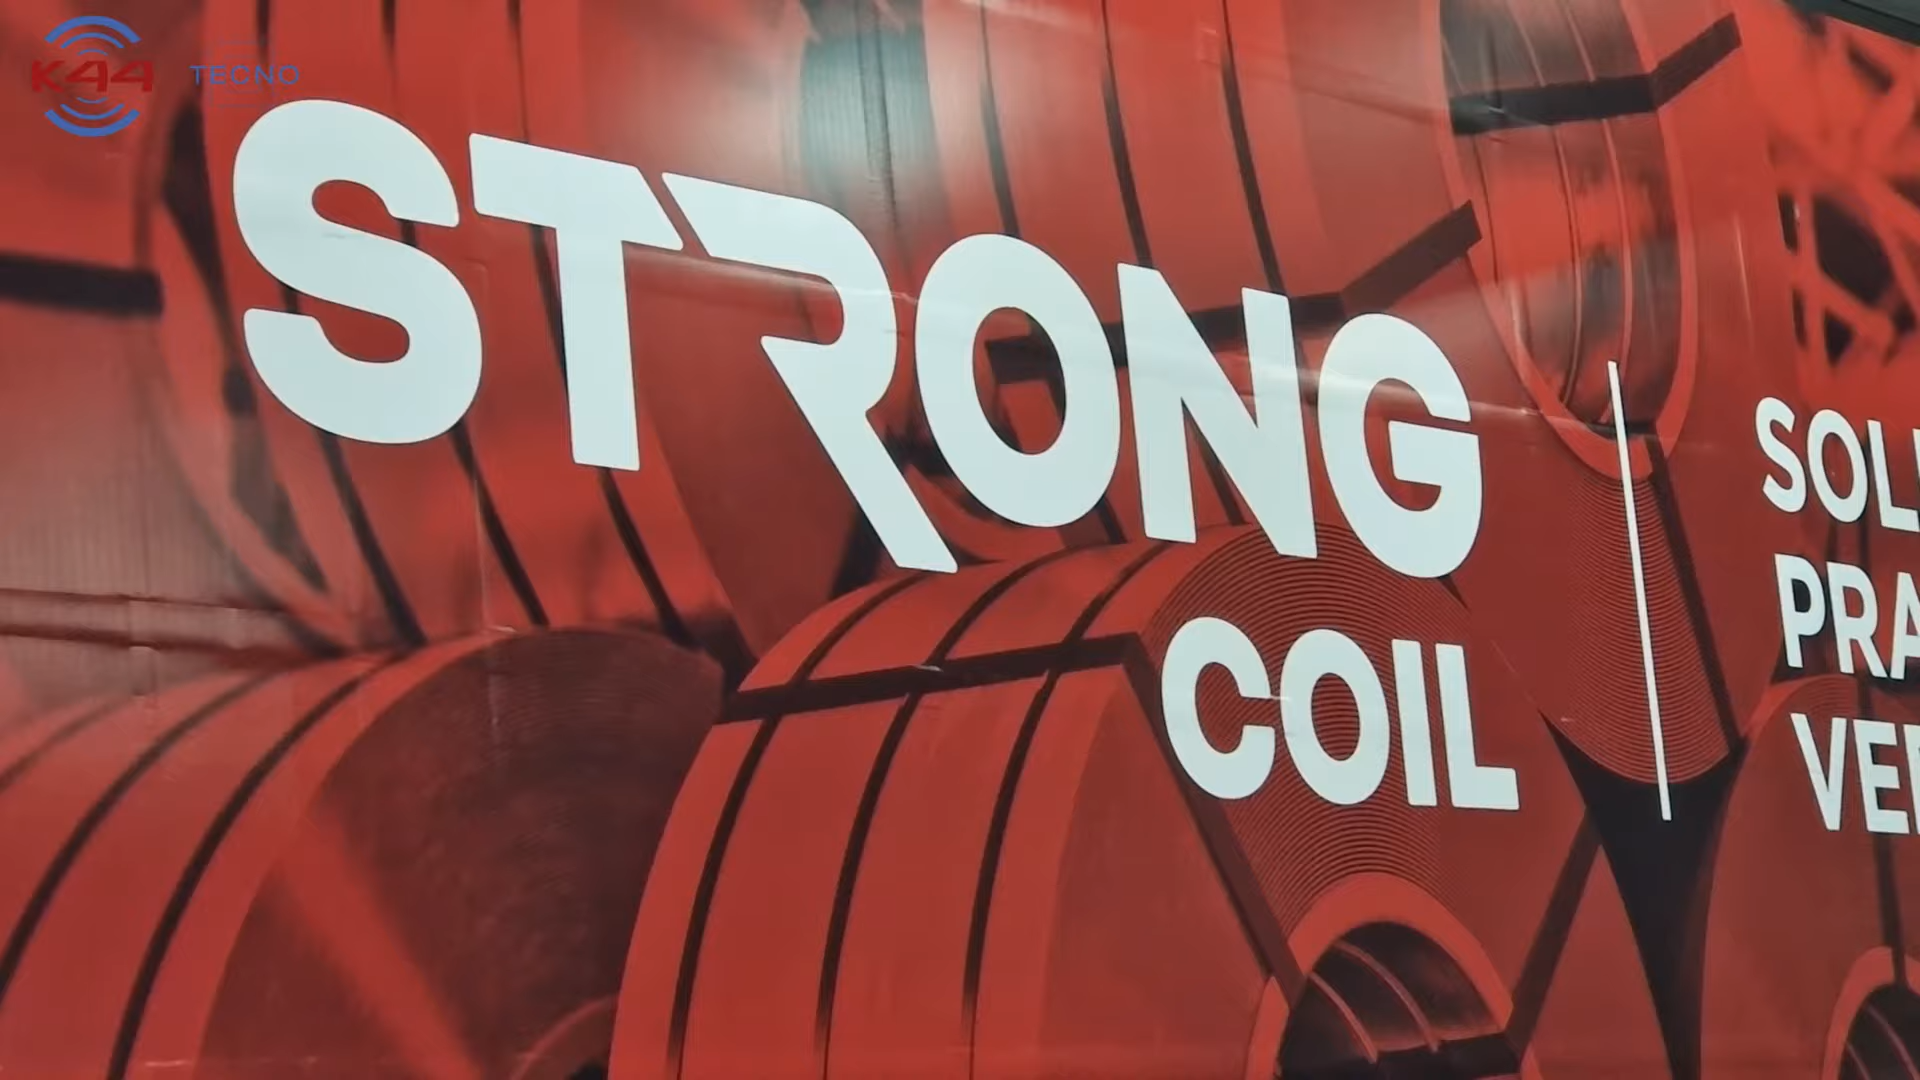 K44
TECNO
STRONG
COIL
SOL
PRA
VE